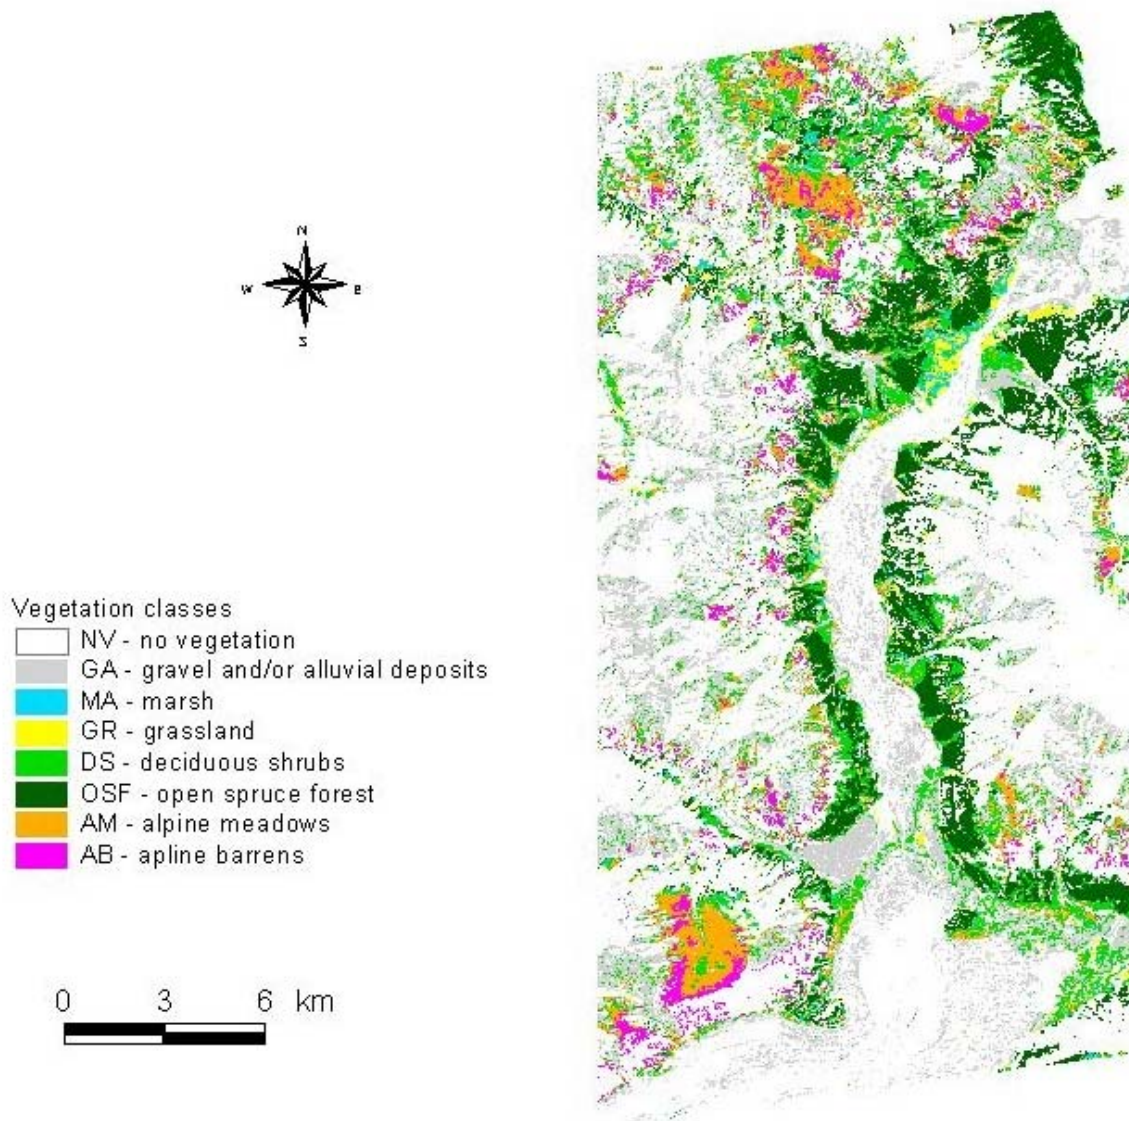 N
W E
S
Vegetation classes
NV - no vegetation
GA - gravel and/or alluvial deposits
MA - marsh
GR - grassland
DS - deciduous shrubs
OSF - open spruce forest
AM - alpine meadows
AB - apline barrens
0 3 6 km